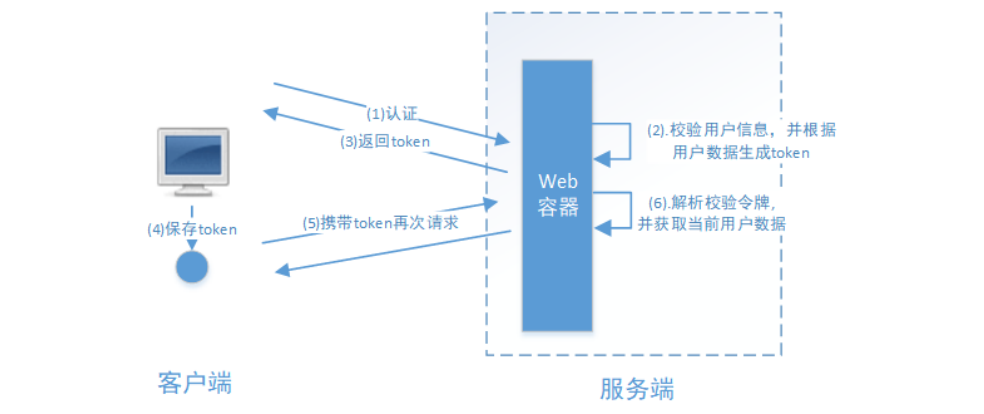 (1)认证
(3)返回token
(2).校验用户信息，并根据
用户数据生成token
Web
容器
(4)保存token
(5)携带token再次请求
(6).解析校验令牌,
并获取当前用户数据
客户端
服务端